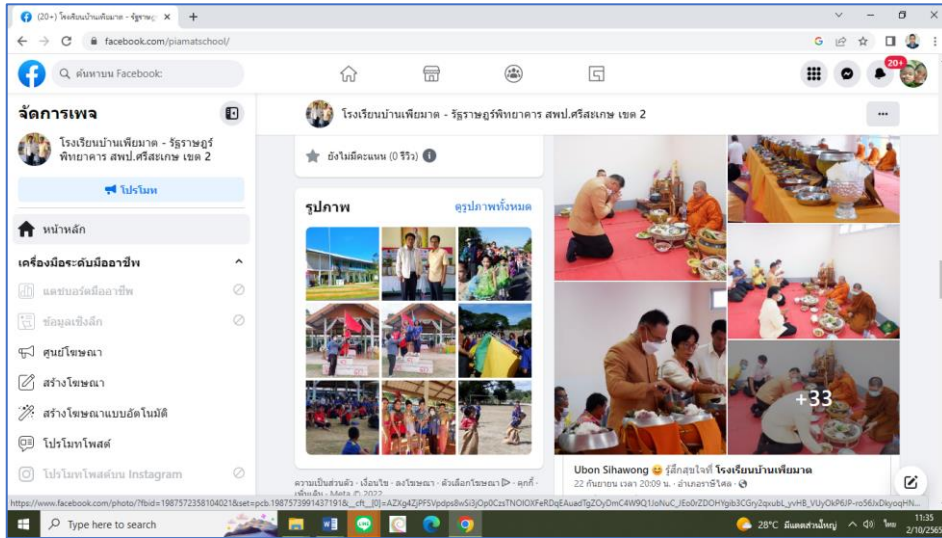 (20+) โรงเรียนบ้านเพียมาต - รัฐราษฎ
facebook.com/piamatschool/
ค้นหาบน Facebook
20+
จัดการเพจ
โรงเรียนบ้านเพียมาต - รัฐราษฎร์
พิทยาคาร สพป.ศรีสะเกษ เขต 2
โปรโมท
หน้าหลัก
เครื่องมือระดับมืออาชีพ
แดชบอร์ดมืออาชีพ
ข้อมูลเชิงลึก
ศูนย์โฆษณา
สร้างโฆษณา
สร้างโฆษณาแบบอัตโนมัติ
โปรโมทโพสต์
โปรโมทโพสต์บน Instagram
โรงเรียนบ้านเพียมาต - รัฐราษฎร์พิทยาคาร สพป.ศรีสะเกษ เขต 2
ยังไม่มีคะแนน (0 รีวิว)
รูปภาพ
ดูรูปภาพทั้งหมด
ความเป็นส่วนตัว · เงื่อนไข · ลงโฆษณา · ตัวเลือกโฆษณา · คุกกี้ ·
เพิ่มเติม · Meta © 2022
+33
Ubon Sihawong รู้สึกสุขใจที่ โรงเรียนบ้านเพียมาต
22 กันยายน เวลา 20:09 น. · อำเภอราษีไศล ·
Type here to search
28°C มีแดดส่วนใหญ่
ไทย
11:35
2/10/2565